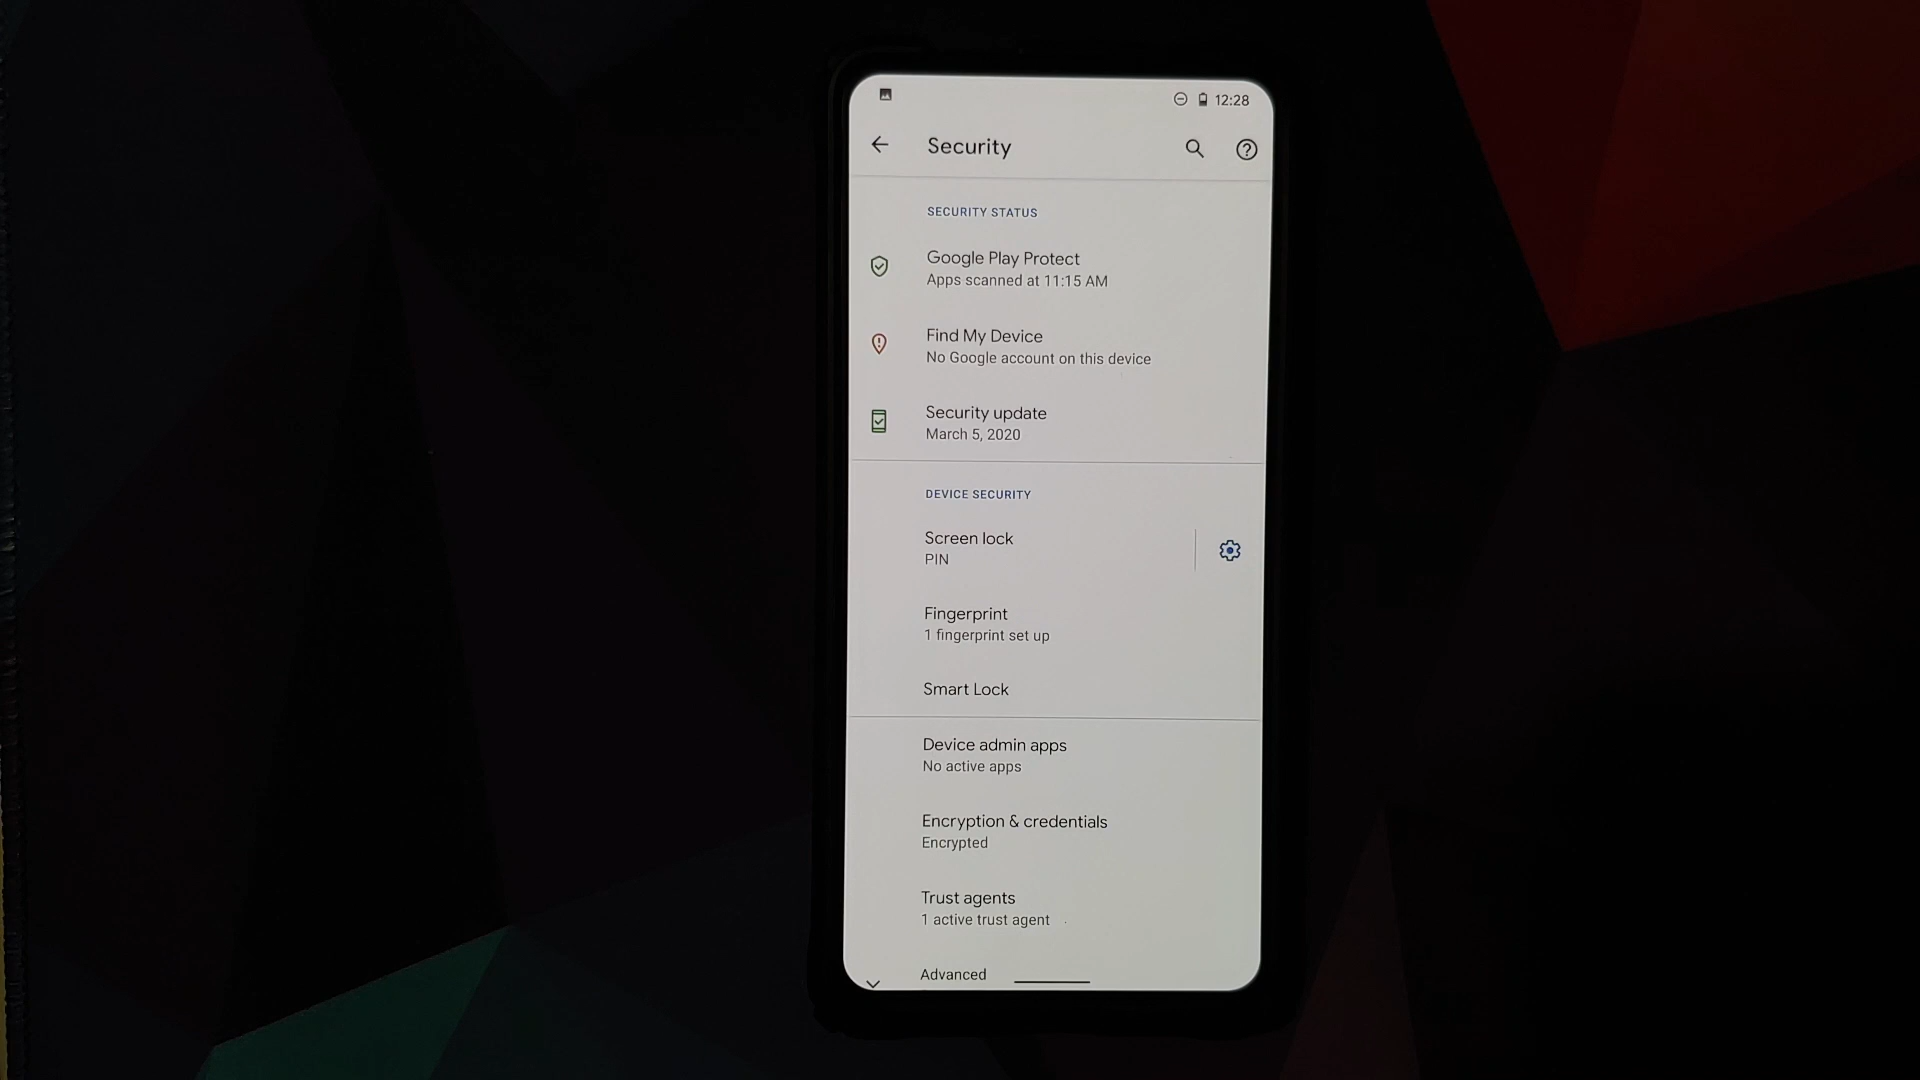 12:28
Security
SECURITY STATUS
Google Play Protect
Apps scanned at 11:15 AM
Find My Device
No Google account on this device
Security update
March 5, 2020
DEVICE SECURITY
Screen lock
PIN
Fingerprint
1 fingerprint set up
Smart Lock
Device admin apps
No active apps
Encryption & credentials
Encrypted
Trust agents
1 active trust agent
Advanced